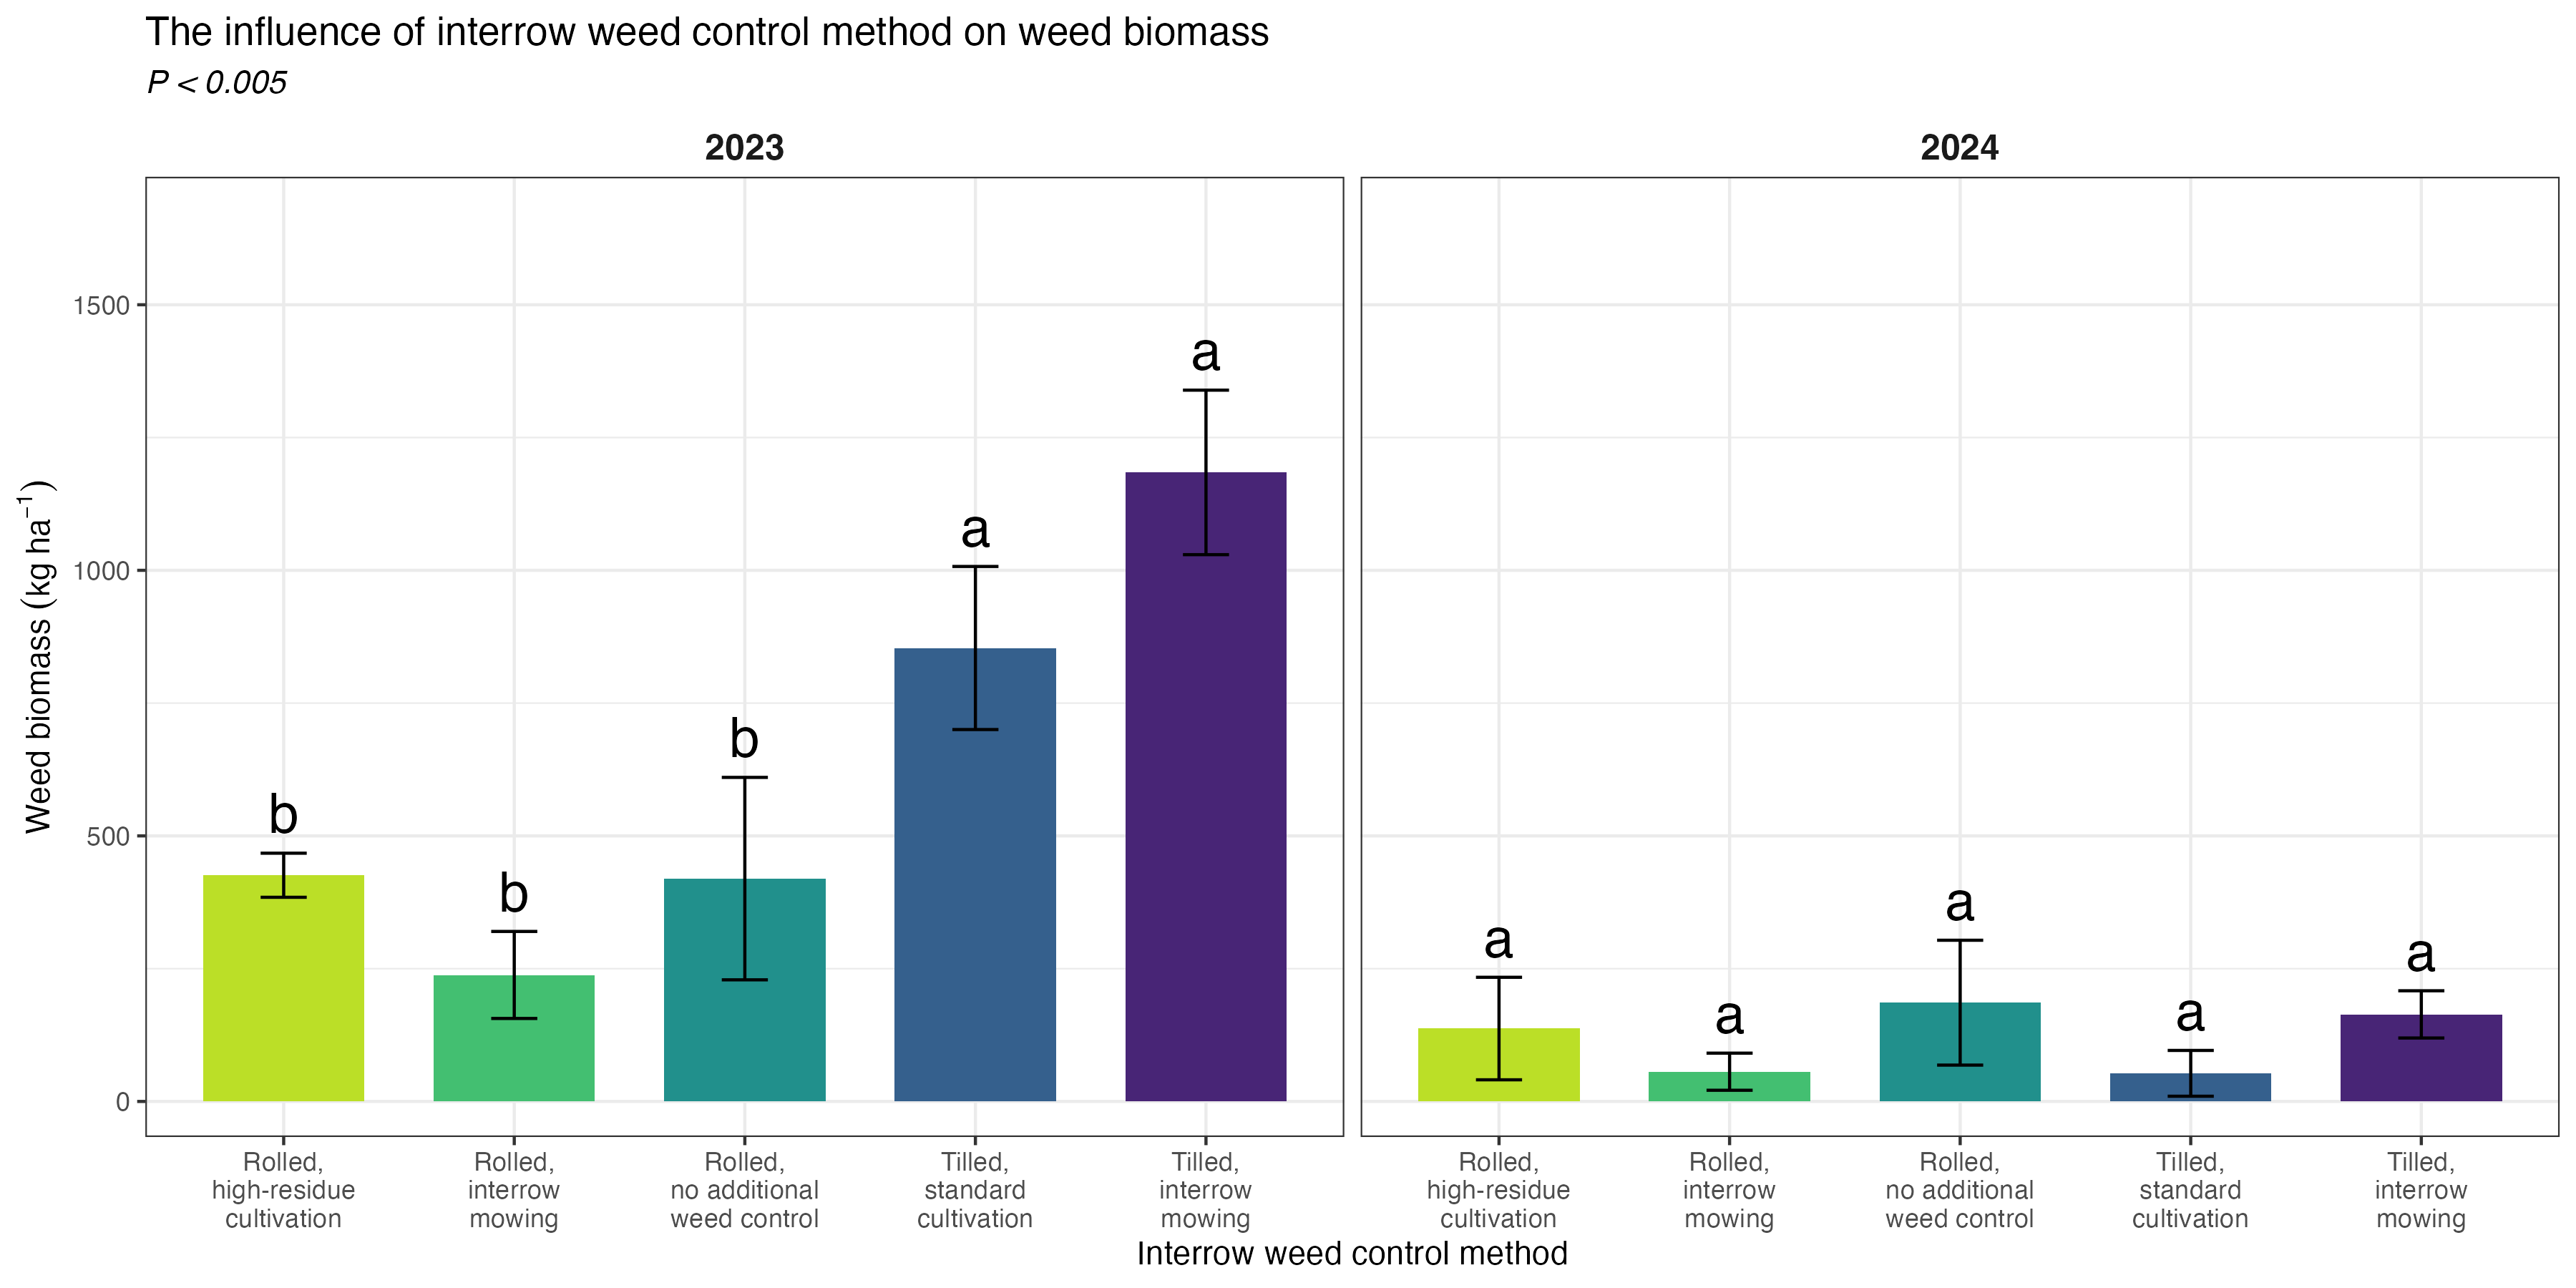 The influence of interrow weed control method on weed biomass
P < 0.005
2023
2024
Weed biomass (kg ha⁻¹)
1500
1000
500
0
b
b
b
a
a
a
a
a
a
a
Rolled,
high-residue
cultivation
Rolled,
interrow
mowing
Rolled,
no additional
weed control
Tilled,
standard
cultivation
Tilled,
interrow
mowing
Rolled,
high-residue
cultivation
Rolled,
interrow
mowing
Rolled,
no additional
weed control
Tilled,
standard
cultivation
Tilled,
interrow
mowing
Interrow weed control method